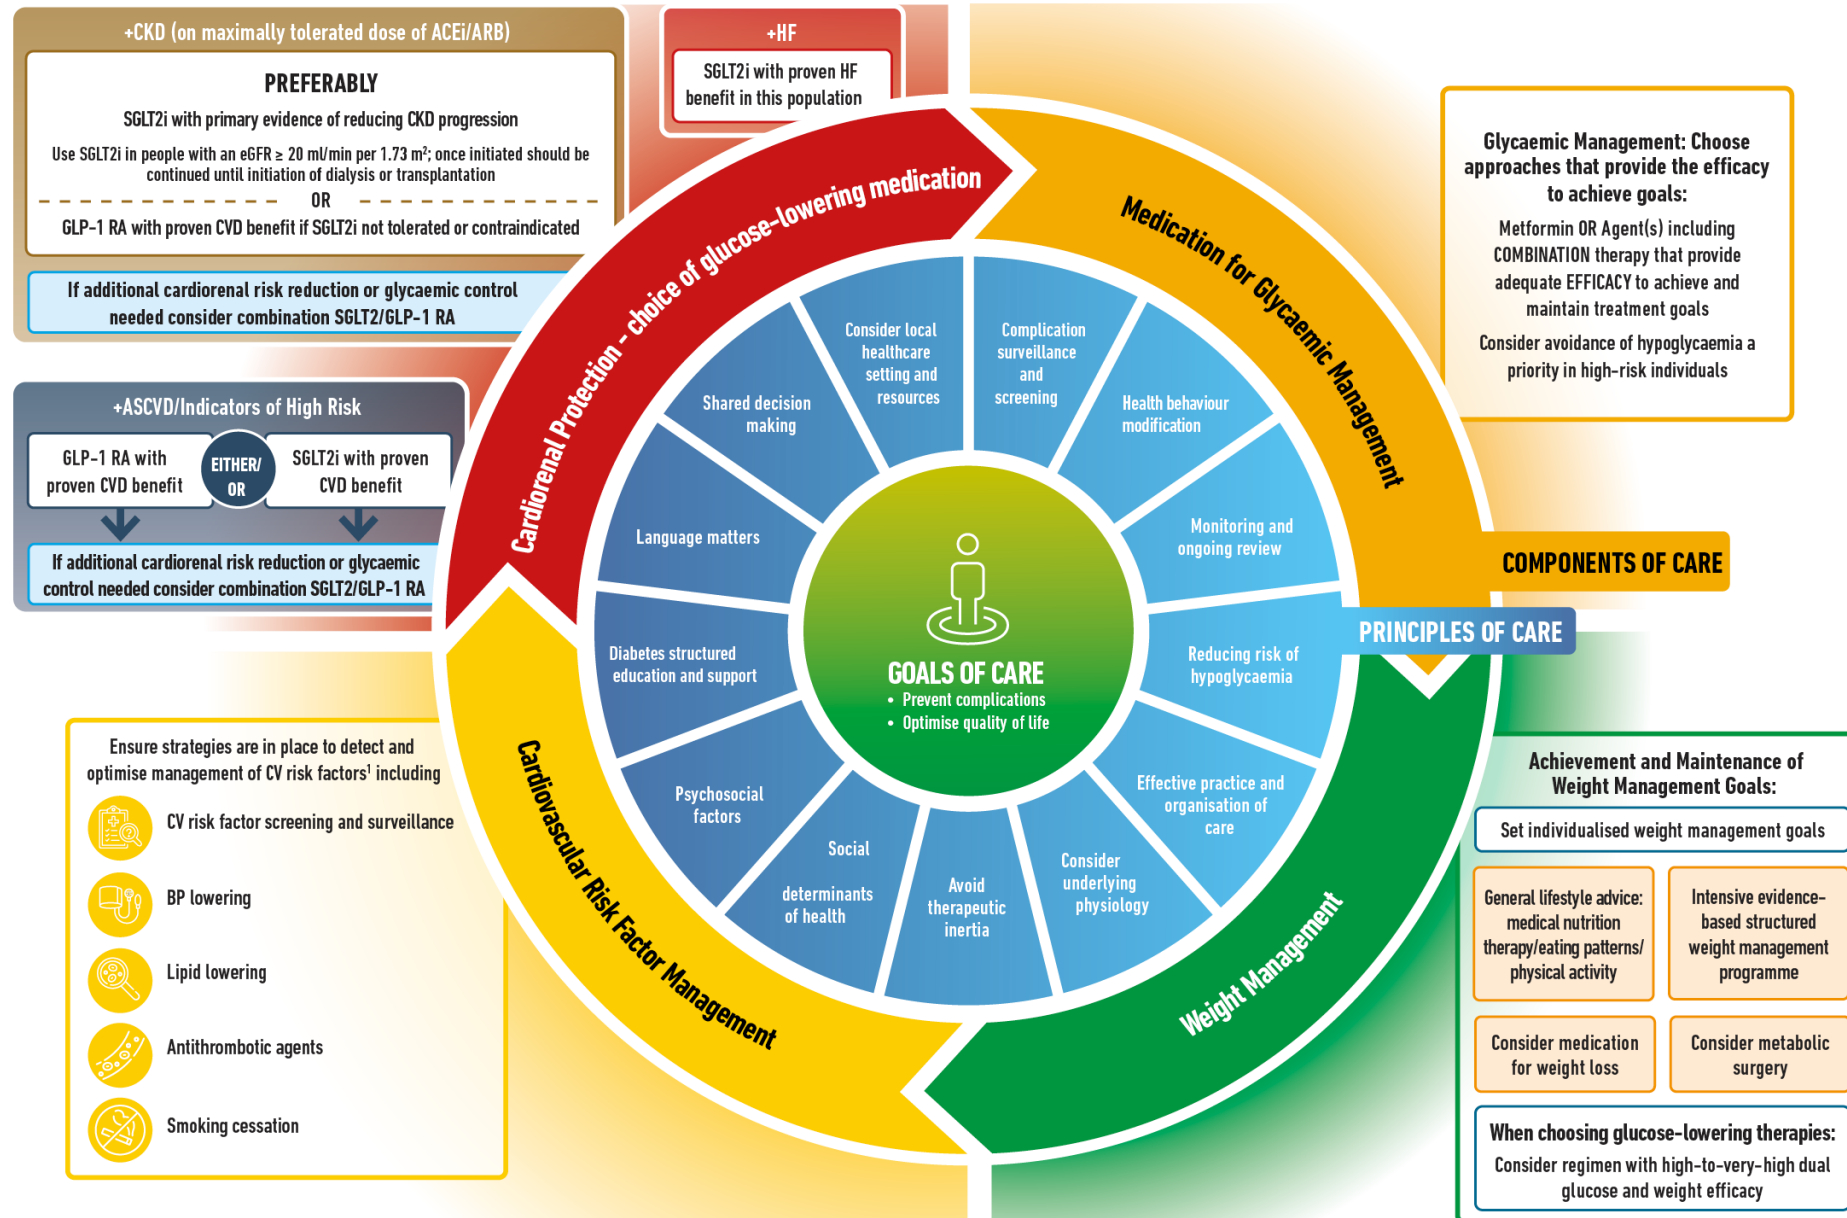 +CKD (on maximally tolerated dose of ACEi/ARB)
PREFERABLY
SGLT2i with primary evidence of reducing CKD progression
Use SGLT2i in people with an eGFR ≥ 20 ml/min per 1.73 m²; once initiated should be
continued until initiation of dialysis or transplantation
OR
GLP-1 RA with proven CVD benefit if SGLT2i not tolerated or contraindicated
If additional cardiorenal risk reduction or glycaemic control
needed consider combination SGLT2/GLP-1 RA
+HF
SGLT2i with proven HF
benefit in this population
+ASCVD/Indicators of High Risk
GLP-1 RA with
proven CVD benefit
EITHER/
OR
SGLT2i with proven
CVD benefit
If additional cardiorenal risk reduction or glycaemic
control needed consider combination SGLT2/GLP-1 RA
Cardiorenal Protection - choice of glucose-lowering medication
Medication for Glycaemic Management
Weight Management
Cardiovascular Risk Factor Management
Glycaemic Management: Choose
approaches that provide the efficacy
to achieve goals:
Metformin OR Agent(s) including
COMBINATION therapy that provide
adequate EFFICACY to achieve and
maintain treatment goals
Consider avoidance of hypoglycaemia a
priority in high-risk individuals
COMPONENTS OF CARE
PRINCIPLES OF CARE
Consider local
healthcare
setting and
resources
Complication
surveillance
and
screening
Health behaviour
modification
Monitoring and
ongoing review
Reducing risk of
hypoglycaemia
Effective practice and
organisation of
care
Consider
underlying
physiology
Avoid
therapeutic
inertia
Social
determinants
of health
Psychosocial
factors
Diabetes structured
education and support
Language matters
Shared decision
making
GOALS OF CARE
• Prevent complications
• Optimise quality of life
Ensure strategies are in place to detect and
optimise management of CV risk factors¹ including
CV risk factor screening and surveillance
BP lowering
Lipid lowering
Antithrombotic agents
Smoking cessation
Achievement and Maintenance of
Weight Management Goals:
Set individualised weight management goals
General lifestyle advice:
medical nutrition
therapy/eating patterns/
physical activity
Intensive evidence-
based structured
weight management
programme
Consider medication
for weight loss
Consider metabolic
surgery
When choosing glucose-lowering therapies:
Consider regimen with high-to-very-high dual
glucose and weight efficacy